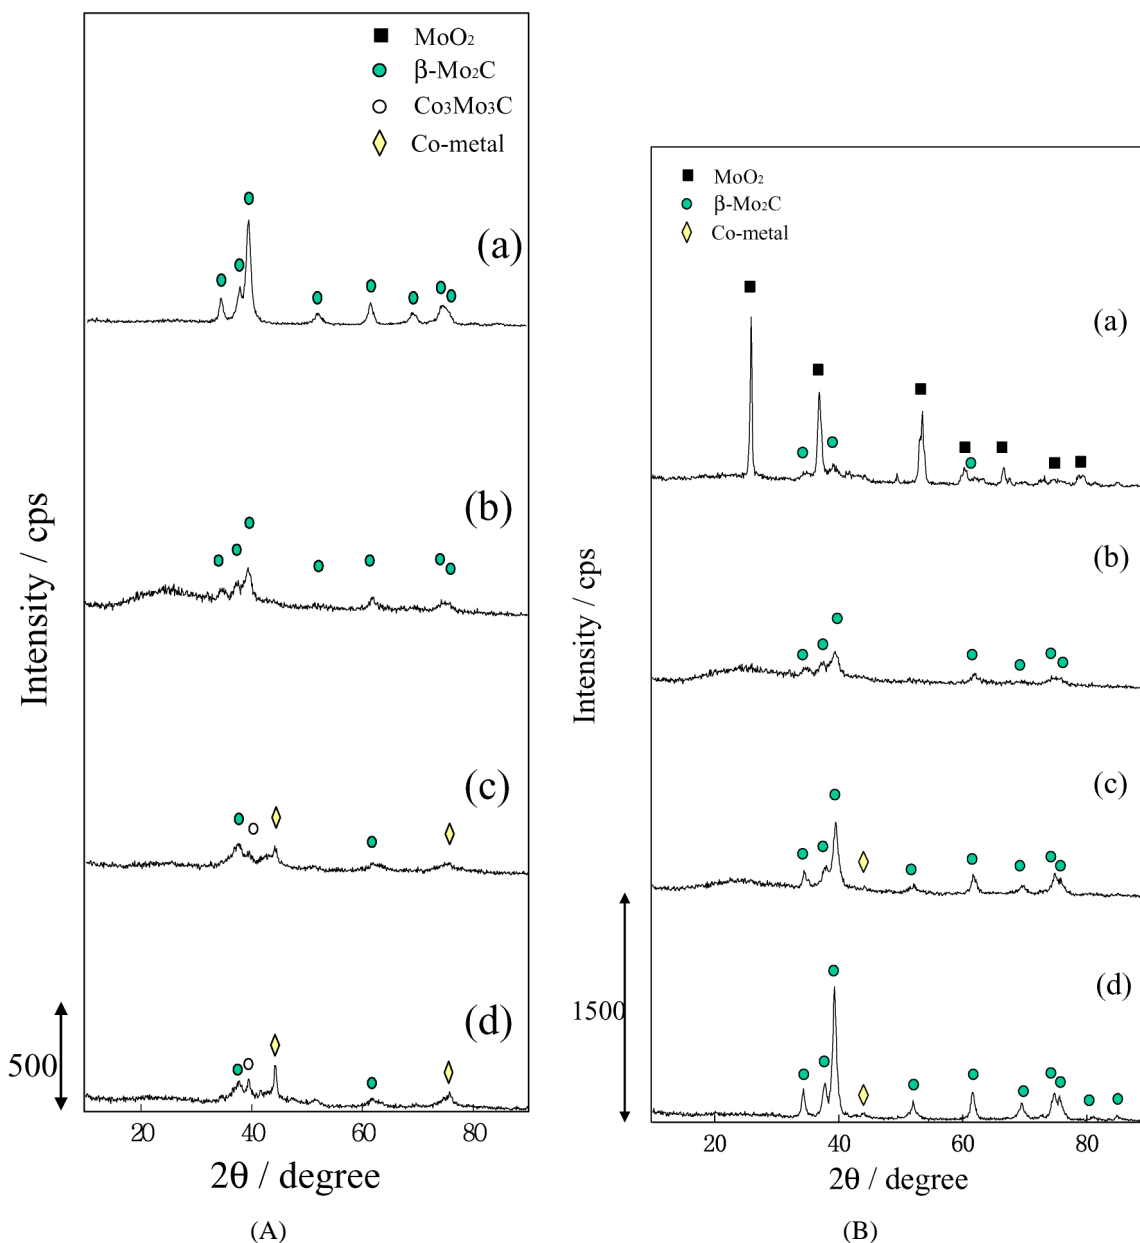 MoO₂
β-Mo₂C
Co₃Mo₃C
Co-metal
(a)
(b)
(c)
(d)
Intensity / cps
500
20 40 60 80
2θ / degree
(A)
MoO₂
β-Mo₂C
Co-metal
(a)
(b)
(c)
(d)
Intensity / cps
1500
20 40 60 80
2θ / degree
(B)